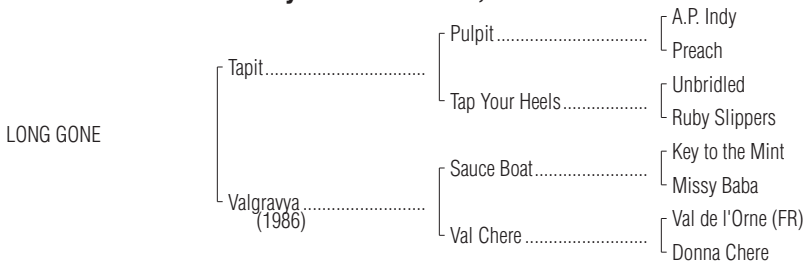 A.P. Indy
Pulpit
Preach
Tapit
Unbridled
Tap Your Heels
Ruby Slippers
LONG GONE
Key to the Mint
Sauce Boat
Missy Baba
Valgravya
(1986)
Val de l'Orne (FR)
Val Chere
Donna Chere